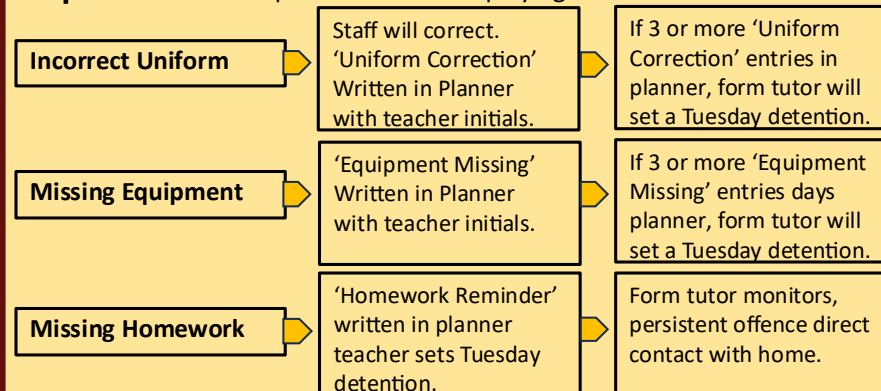 Incorrect Uniform
Staff will correct.
‘Uniform Correction’
Written in Planner
with teacher initials.
If 3 or more ‘Uniform
Correction’ entries in
planner, form tutor will
set a Tuesday detention.
Missing Equipment
‘Equipment Missing’
Written in Planner
with teacher initials.
If 3 or more ‘Equipment
Missing’ entries days
planner, form tutor will
set a Tuesday detention.
Missing Homework
‘Homework Reminder’
written in planner
teacher sets Tuesday
detention.
Form tutor monitors,
persistent offence direct
contact with home.